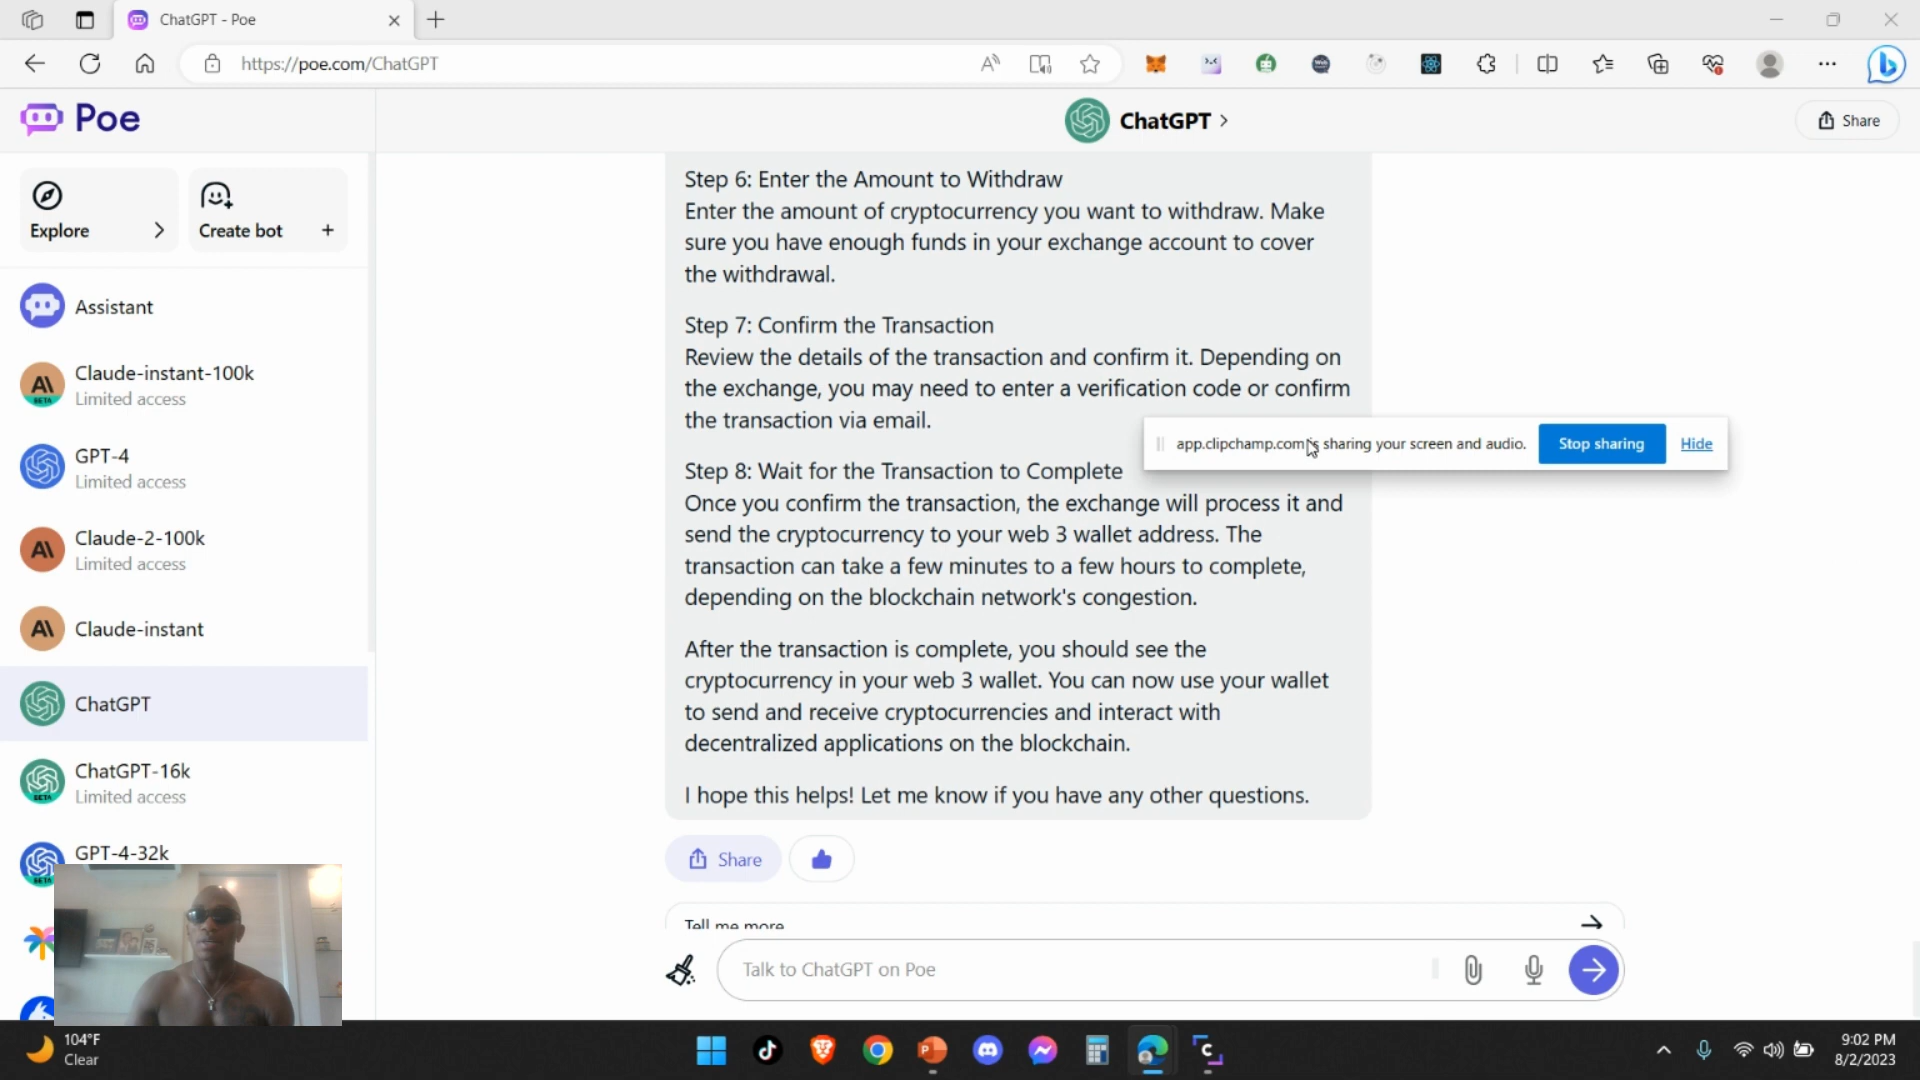 ChatGPT - Poe
https://poe.com/ChatGPT
Poe
ChatGPT
Share
Explore
Create bot
Assistant
Claude-instant-100k
Limited access
GPT-4
Limited access
Claude-2-100k
Limited access
Claude-instant
ChatGPT
ChatGPT-16k
Limited access
GPT-4-32k
Step 6: Enter the Amount to Withdraw
Enter the amount of cryptocurrency you want to withdraw. Make
sure you have enough funds in your exchange account to cover
the withdrawal.
Step 7: Confirm the Transaction
Review the details of the transaction and confirm it. Depending on
the exchange, you may need to enter a verification code or confirm
the transaction via email.
app.clipchamp.com is sharing your screen and audio.
Stop sharing
Hide
Step 8: Wait for the Transaction to Complete
Once you confirm the transaction, the exchange will process it and
send the cryptocurrency to your web 3 wallet address. The
transaction can take a few minutes to a few hours to complete,
depending on the blockchain network's congestion.
After the transaction is complete, you should see the
cryptocurrency in your web 3 wallet. You can now use your wallet
to send and receive cryptocurrencies and interact with
decentralized applications on the blockchain.
I hope this helps! Let me know if you have any other questions.
Share
Tell me more
Talk to ChatGPT on Poe
104°F
Clear
9:02 PM
8/2/2023